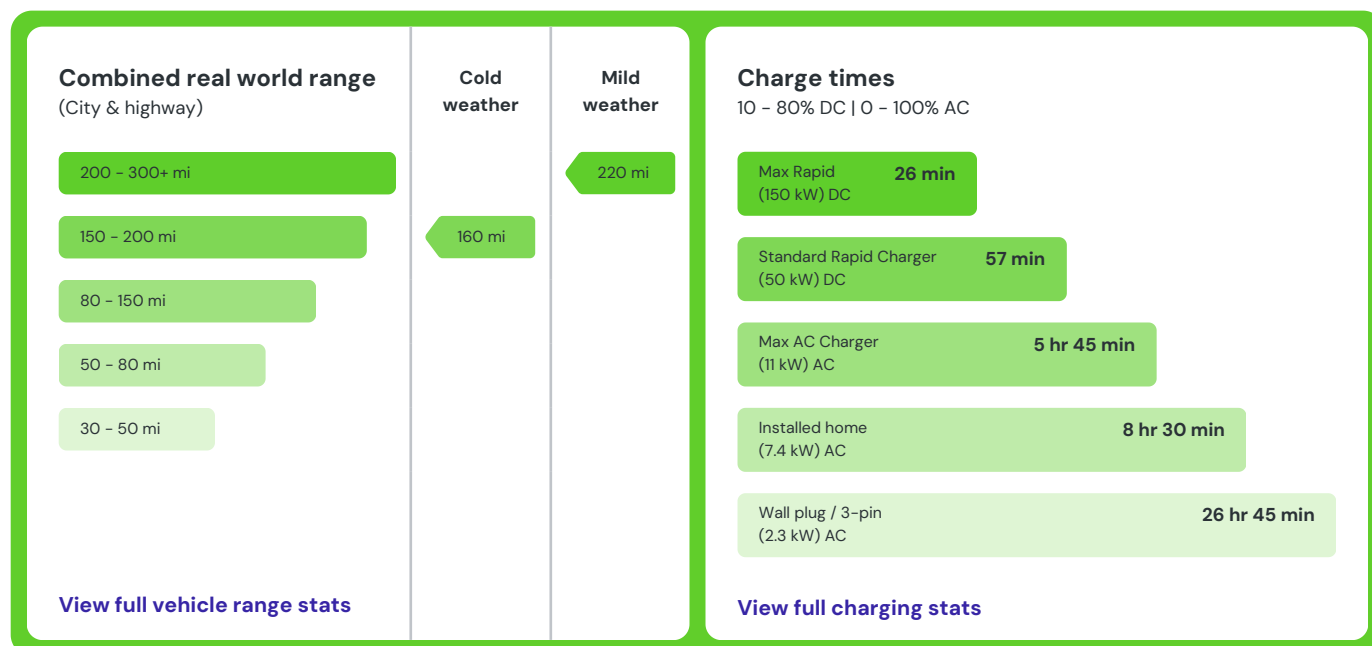 Combined real world range
(City & highway)
Cold
weather
Mild
weather
200 - 300+ mi
220 mi
150 - 200 mi
160 mi
80 - 150 mi
50 - 80 mi
30 - 50 mi
View full vehicle range stats
Charge times
10 - 80% DC | 0 - 100% AC
Max Rapid
(150 kW) DC
26 min
Standard Rapid Charger
(50 kW) DC
57 min
Max AC Charger
(11 kW) AC
5 hr 45 min
Installed home
(7.4 kW) AC
8 hr 30 min
Wall plug / 3-pin
(2.3 kW) AC
26 hr 45 min
View full charging stats